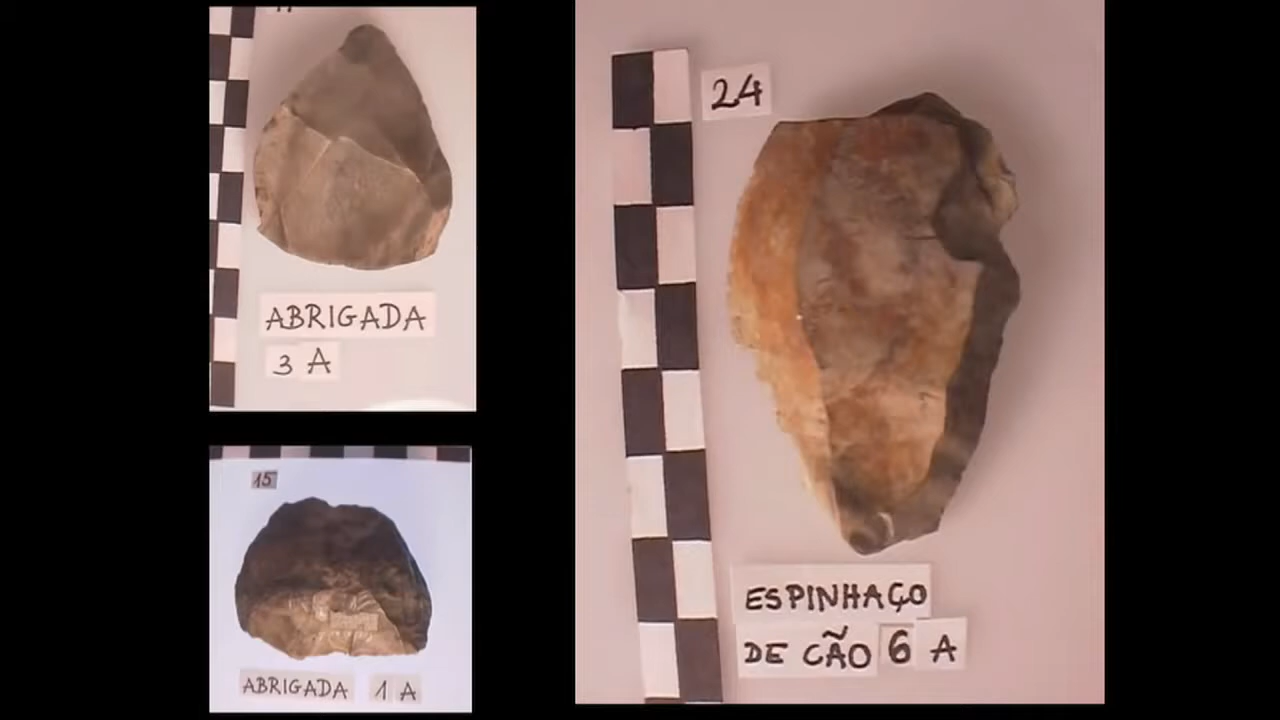 ABRIGADA
3 A
15
ABRIGADA 1 A
24
ESPINHAÇO
DE CÃO 6 A